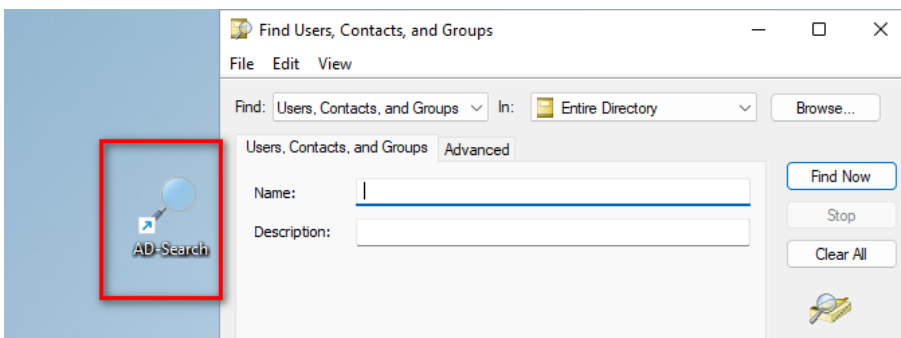 Find Users, Contacts, and Groups
File Edit View
Find: Users, Contacts, and Groups In: Entire Directory Browse...
Users, Contacts, and Groups Advanced
Name:
Find Now
Description:
Stop
Clear All
AD-Search